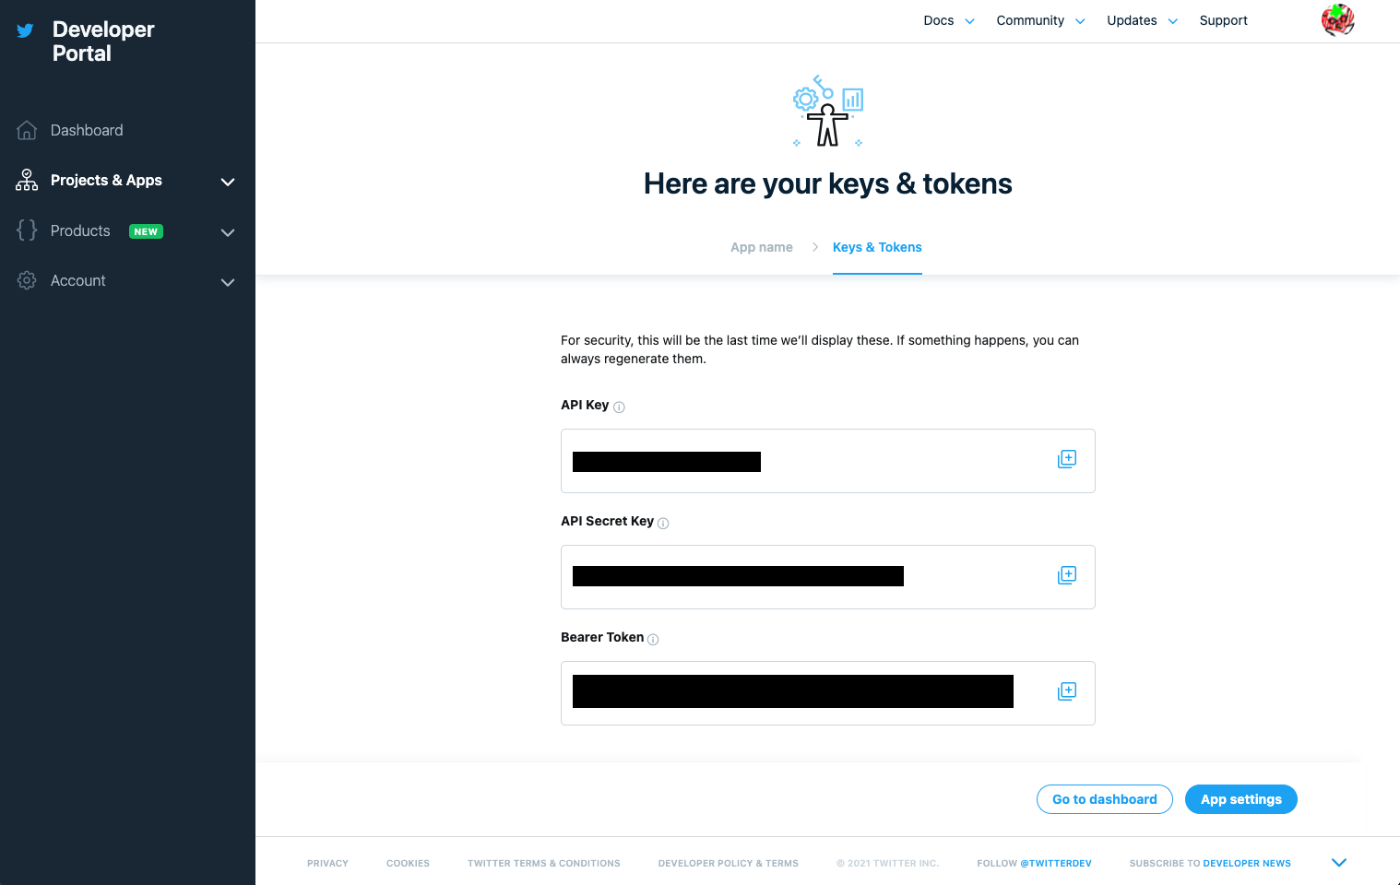 Developer
Portal
Docs
Community
Updates
Support
Dashboard
Projects & Apps
Products NEW
Account
Here are your keys & tokens
App name
Keys & Tokens
For security, this will be the last time we’ll display these. If something happens, you can
always regenerate them.
API Key
API Secret Key
Bearer Token
Go to dashboard
App settings
PRIVACY
COOKIES
TWITTER TERMS & CONDITIONS
DEVELOPER POLICY & TERMS
© 2021 TWITTER INC.
FOLLOW @TWITTERDEV
SUBSCRIBE TO DEVELOPER NEWS